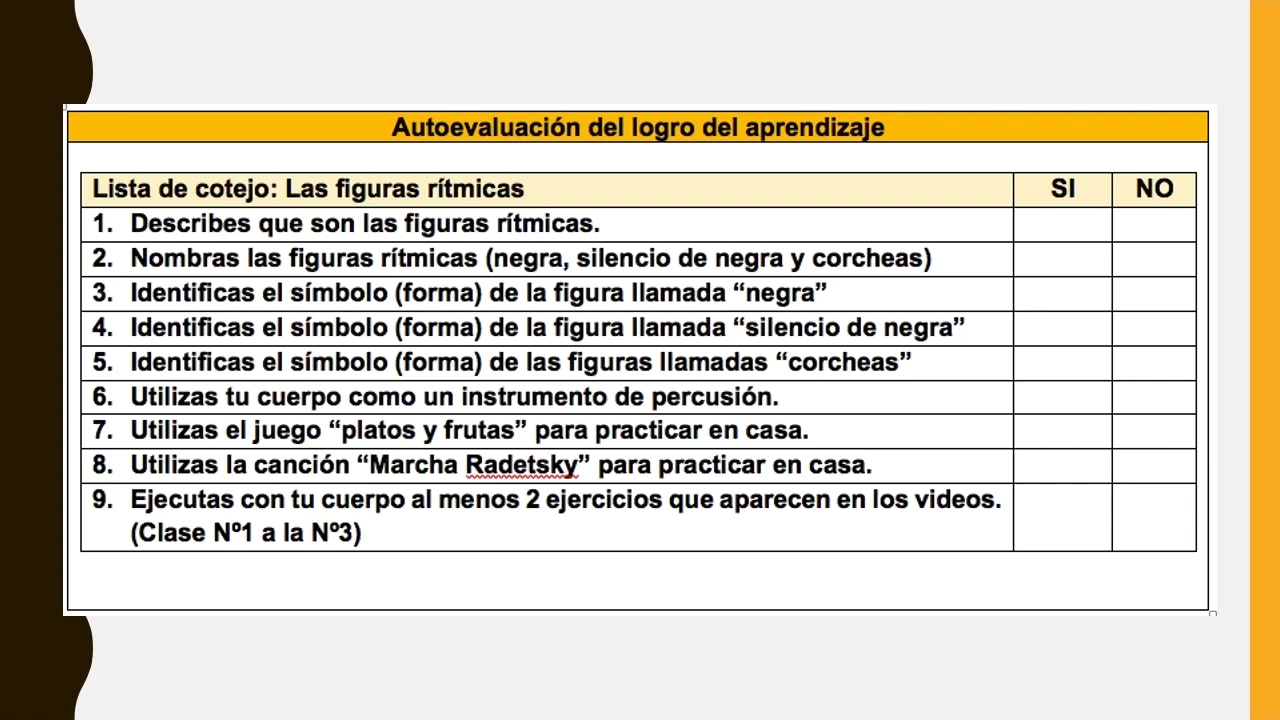 Autoevaluación del logro del aprendizaje
Lista de cotejo: Las figuras rítmicas SI NO
1. Describes que son las figuras rítmicas.
2. Nombras las figuras rítmicas (negra, silencio de negra y corcheas)
3. Identificas el símbolo (forma) de la figura llamada “negra”
4. Identificas el símbolo (forma) de la figura llamada “silencio de negra”
5. Identificas el símbolo (forma) de las figuras llamadas “corcheas”
6. Utilizas tu cuerpo como un instrumento de percusión.
7. Utilizas el juego “platos y frutas” para practicar en casa.
8. Utilizas la canción “Marcha Radetsky” para practicar en casa.
9. Ejecutas con tu cuerpo al menos 2 ejercicios que aparecen en los videos.
(Clase Nº1 a la Nº3)